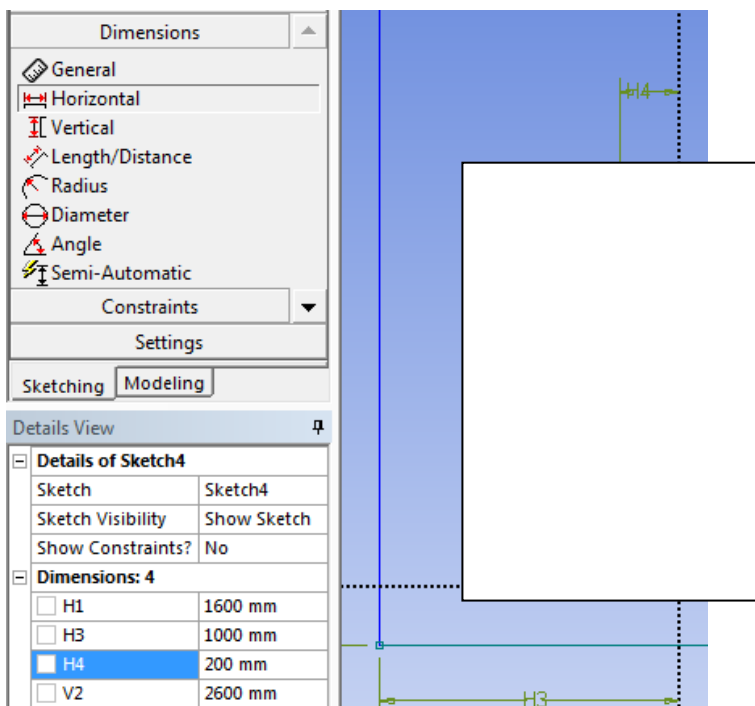 Dimensions
General
Horizontal
Vertical
Length/Distance
Radius
Diameter
Angle
Semi-Automatic
Constraints
Settings
Sketching Modeling
Details View
Details of Sketch4
Sketch Sketch4
Sketch Visibility Show Sketch
Show Constraints? No
Dimensions: 4
H1 1600 mm
H3 1000 mm
H4 200 mm
V2 2600 mm
H4
H3